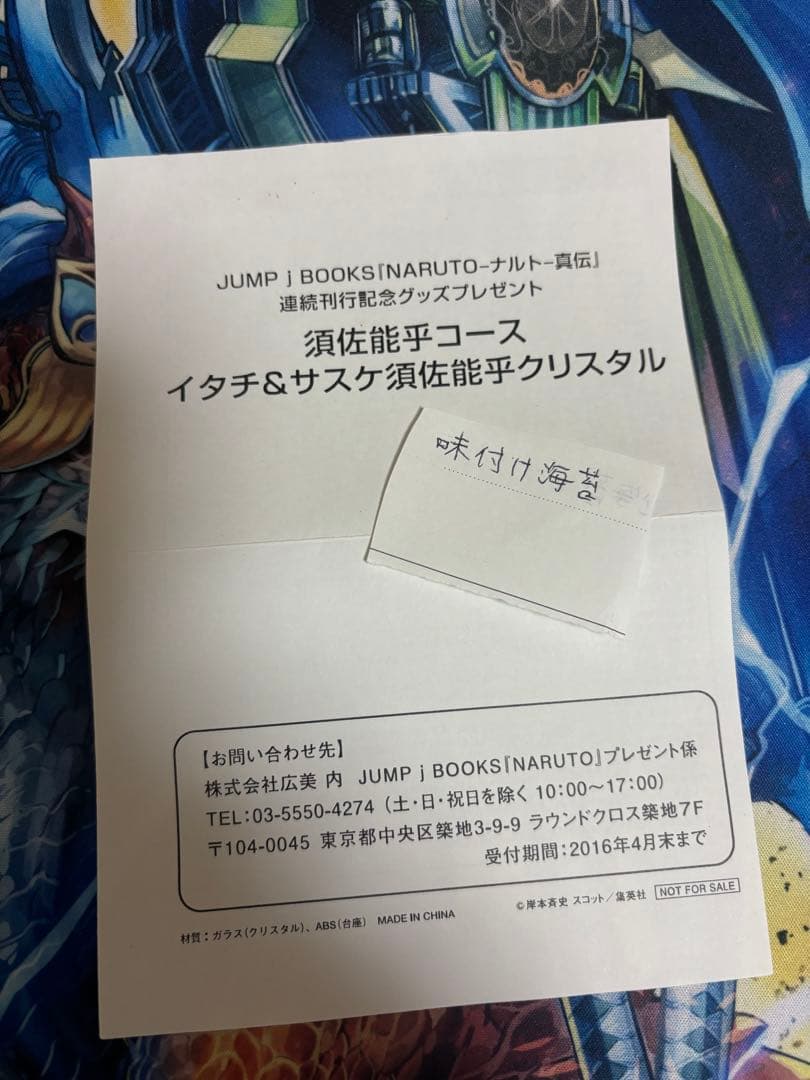 JUMP j BOOKS『NARUTO-ナルト-真伝』
連続刊行記念グッズプレゼント
須佐能乎コース
イタチ&サスケ須佐能乎クリスタル
味付け海苔
【お問い合わせ先】
株式会社広美 内 JUMP j BOOKS『NARUTO』プレゼント係
TEL:03-5550-4274 (土・日・祝日を除く 10:00〜17:00)
〒104-0045 東京都中央区築地3-9-9 ラウンドクロス築地7F
受付期間:2016年4月末まで
©岸本斉史 スコット/集英社 NOT FOR SALE
材質:ガラス(クリスタル)、ABS(台座) MADE IN CHINA